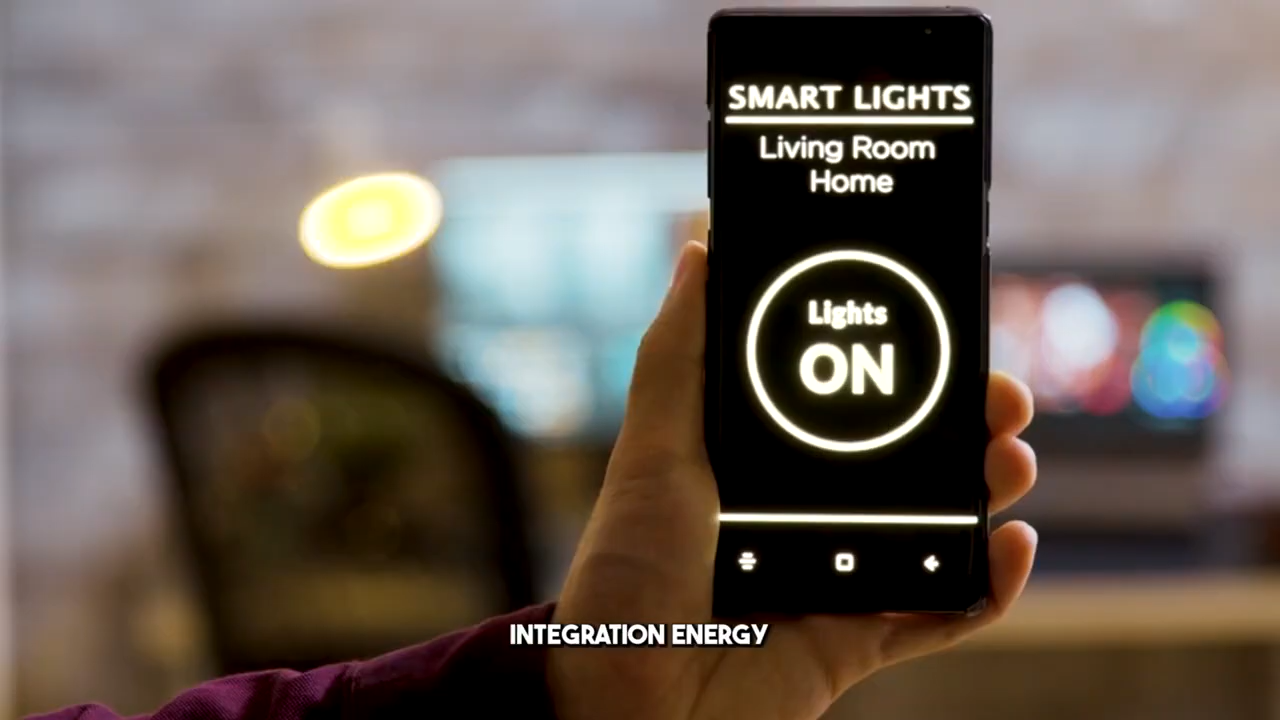 SMART LIGHTS
Living Room
Home
Lights
ON
INTEGRATION ENERGY